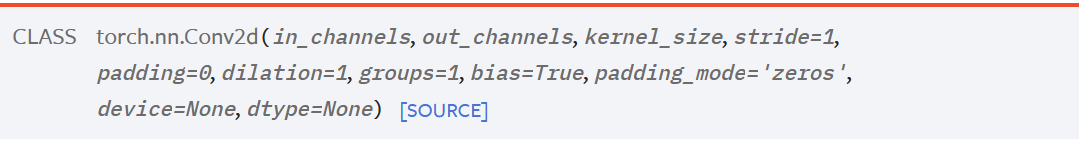 CLASS torch.nn.Conv2d(in_channels, out_channels, kernel_size, stride=1,
padding=0, dilation=1, groups=1, bias=True, padding_mode='zeros',
device=None, dtype=None) [SOURCE]